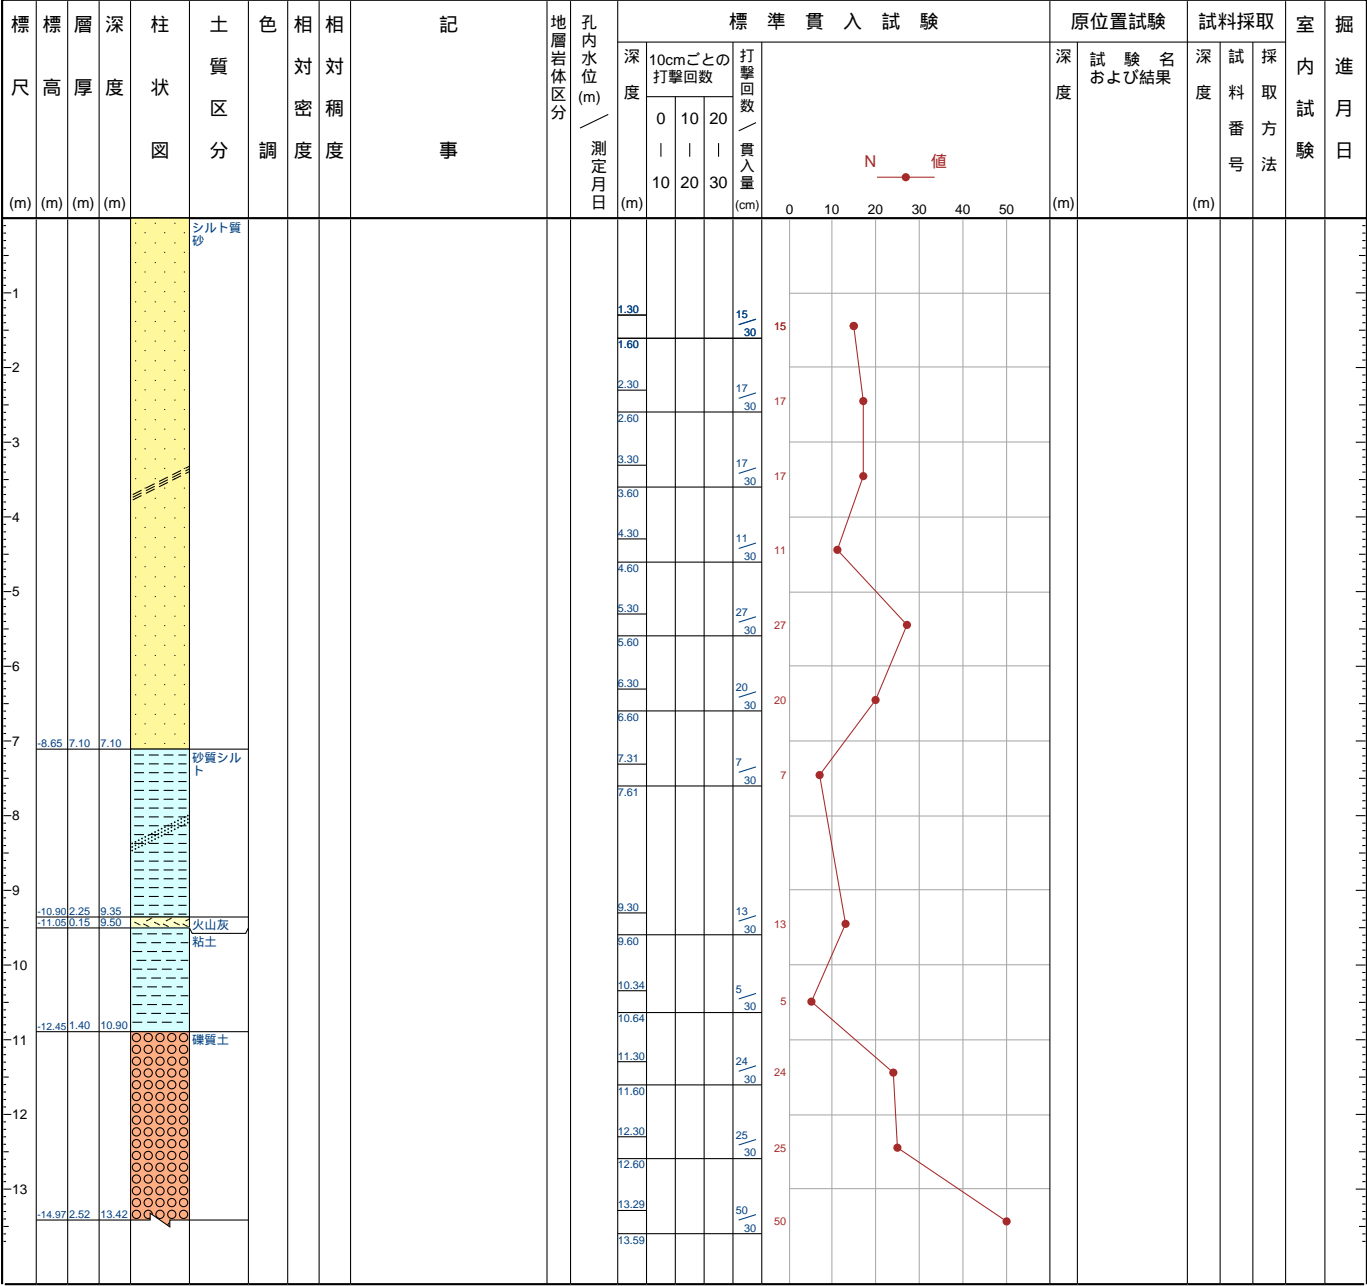 標尺(m)
標高(m)
層厚(m)
深度(m)
柱状図
土質区分
色調
相対密度
相対稠度
記事
地層岩体区分
孔内水位(m)/測定月日
標準貫入試験
深度(m)
10cmごとの
打撃回数
0 10 20
| | |
10 20 30
打撃回数/貫入量(cm)
N 値
0 10 20 30 40 50
原位置試験
深度(m)
試験名
および結果
試料採取
深度(m)
試料番号
採取方法
室内試験
掘進月日
シルト質
砂
1
1.30 15/30 15
1.60
2
2.30 17/30 17
2.60
3
3.30 17/30 17
3.60
4
4.30 11/30 11
4.60
5
5.30 27/30 27
5.60
6
6.30 20/30 20
6.60
7
-8.65 7.10 7.10
砂質シル
ト
7.31 7/30 7
7.61
8
9
9.30 13/30 13
-10.90 2.25 9.35
-11.05 0.15 9.50
火山灰
9.60
粘土
10
10.34 5/30 5
10.64
-12.45 1.40 10.90
11
礫質土
11.30 24/30 24
11.60
12
12.30 25/30 25
12.60
13
13.29 50/30 50
-14.97 2.52 13.42
13.59